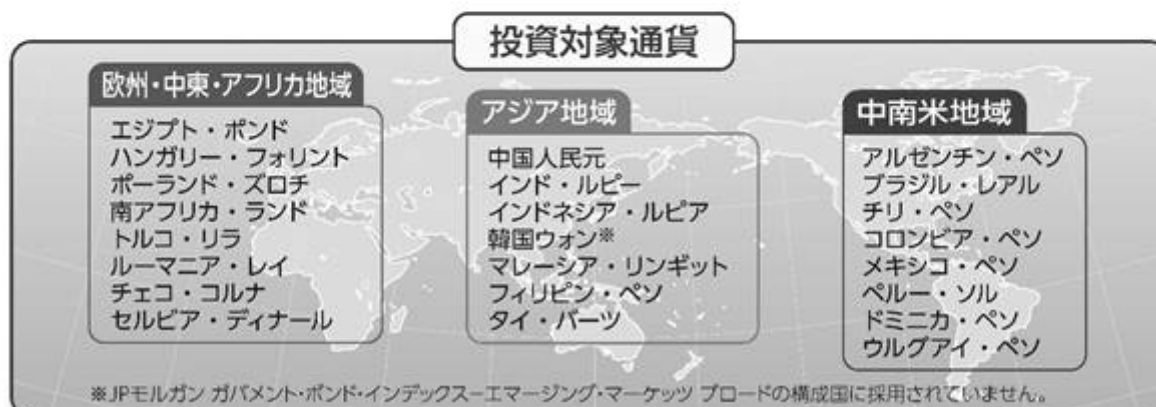 投資対象通貨
欧州・中東・アフリカ地域
エジプト・ポンド
ハンガリー・フォリント
ポーランド・ズロチ
南アフリカ・ランド
トルコ・リラ
ルーマニア・レイ
チェコ・コルナ
セルビア・ディナール
アジア地域
中国人民元
インド・ルピー
インドネシア・ルピア
韓国ウォン※
マレーシア・リンギット
フィリピン・ペソ
タイ・バーツ
中南米地域
アルゼンチン・ペソ
ブラジル・レアル
チリ・ペソ
コロンビア・ペソ
メキシコ・ペソ
ペルー・ソル
ドミニカ・ペソ
ウルグアイ・ペソ
※JPモルガン ガバメント・ボンド・インデックス－エマージング・マーケッツ ブロードの構成国に採用されていません。